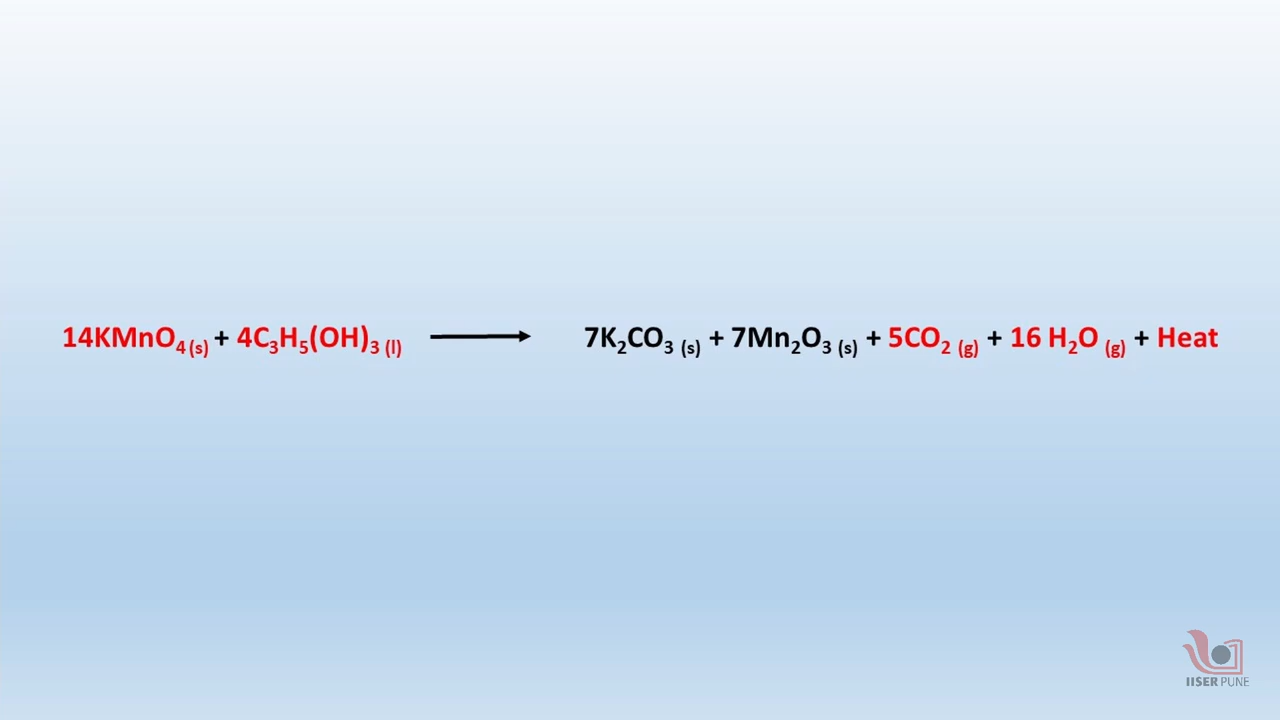 14KMnO₄ (s) + 4C₃H₅(OH)₃ (l) ⟶ 7K₂CO₃ (s) + 7Mn₂O₃ (s) + 5CO₂ (g) + 16 H₂O (g) + Heat
IISER PUNE